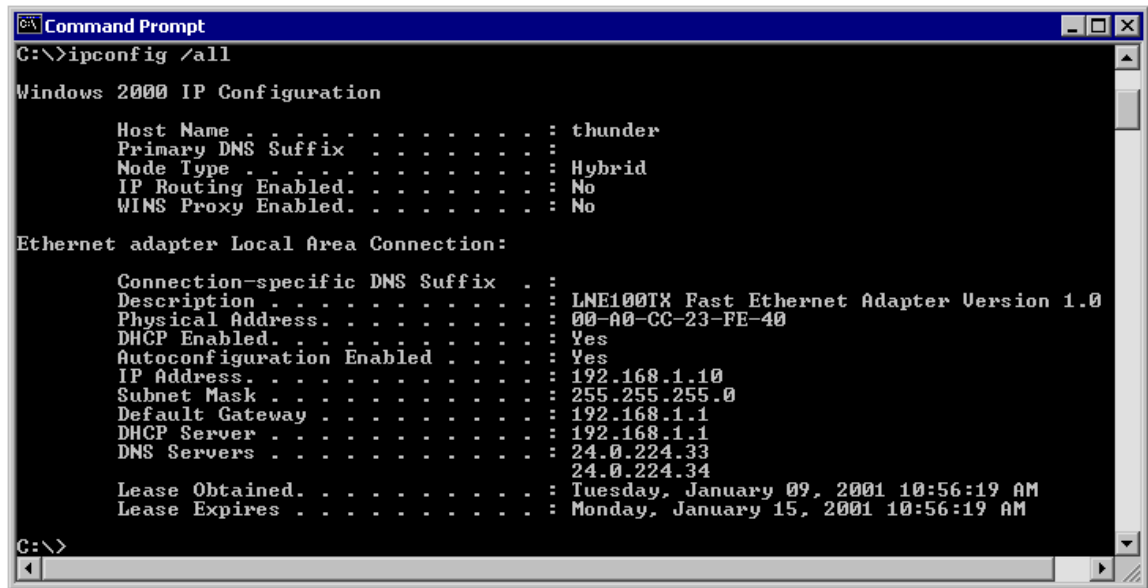 Command Prompt
C:\>ipconfig /all
Windows 2000 IP Configuration
Host Name . . . . . . . . . . . . : thunder
Primary DNS Suffix  . . . . . . . :
Node Type . . . . . . . . . . . . : Hybrid
IP Routing Enabled. . . . . . . . : No
WINS Proxy Enabled. . . . . . . . : No
Ethernet adapter Local Area Connection:
Connection-specific DNS Suffix  . :
Description . . . . . . . . . . . : LNE100TX Fast Ethernet Adapter Version 1.0
Physical Address. . . . . . . . . : 00-A0-CC-23-FE-40
DHCP Enabled. . . . . . . . . . . : Yes
Autoconfiguration Enabled . . . . : Yes
IP Address. . . . . . . . . . . . : 192.168.1.10
Subnet Mask . . . . . . . . . . . : 255.255.255.0
Default Gateway . . . . . . . . . : 192.168.1.1
DHCP Server . . . . . . . . . . . : 192.168.1.1
DNS Servers . . . . . . . . . . . : 24.0.224.33
24.0.224.34
Lease Obtained. . . . . . . . . . : Tuesday, January 09, 2001 10:56:19 AM
Lease Expires . . . . . . . . . . : Monday, January 15, 2001 10:56:19 AM
C:\>